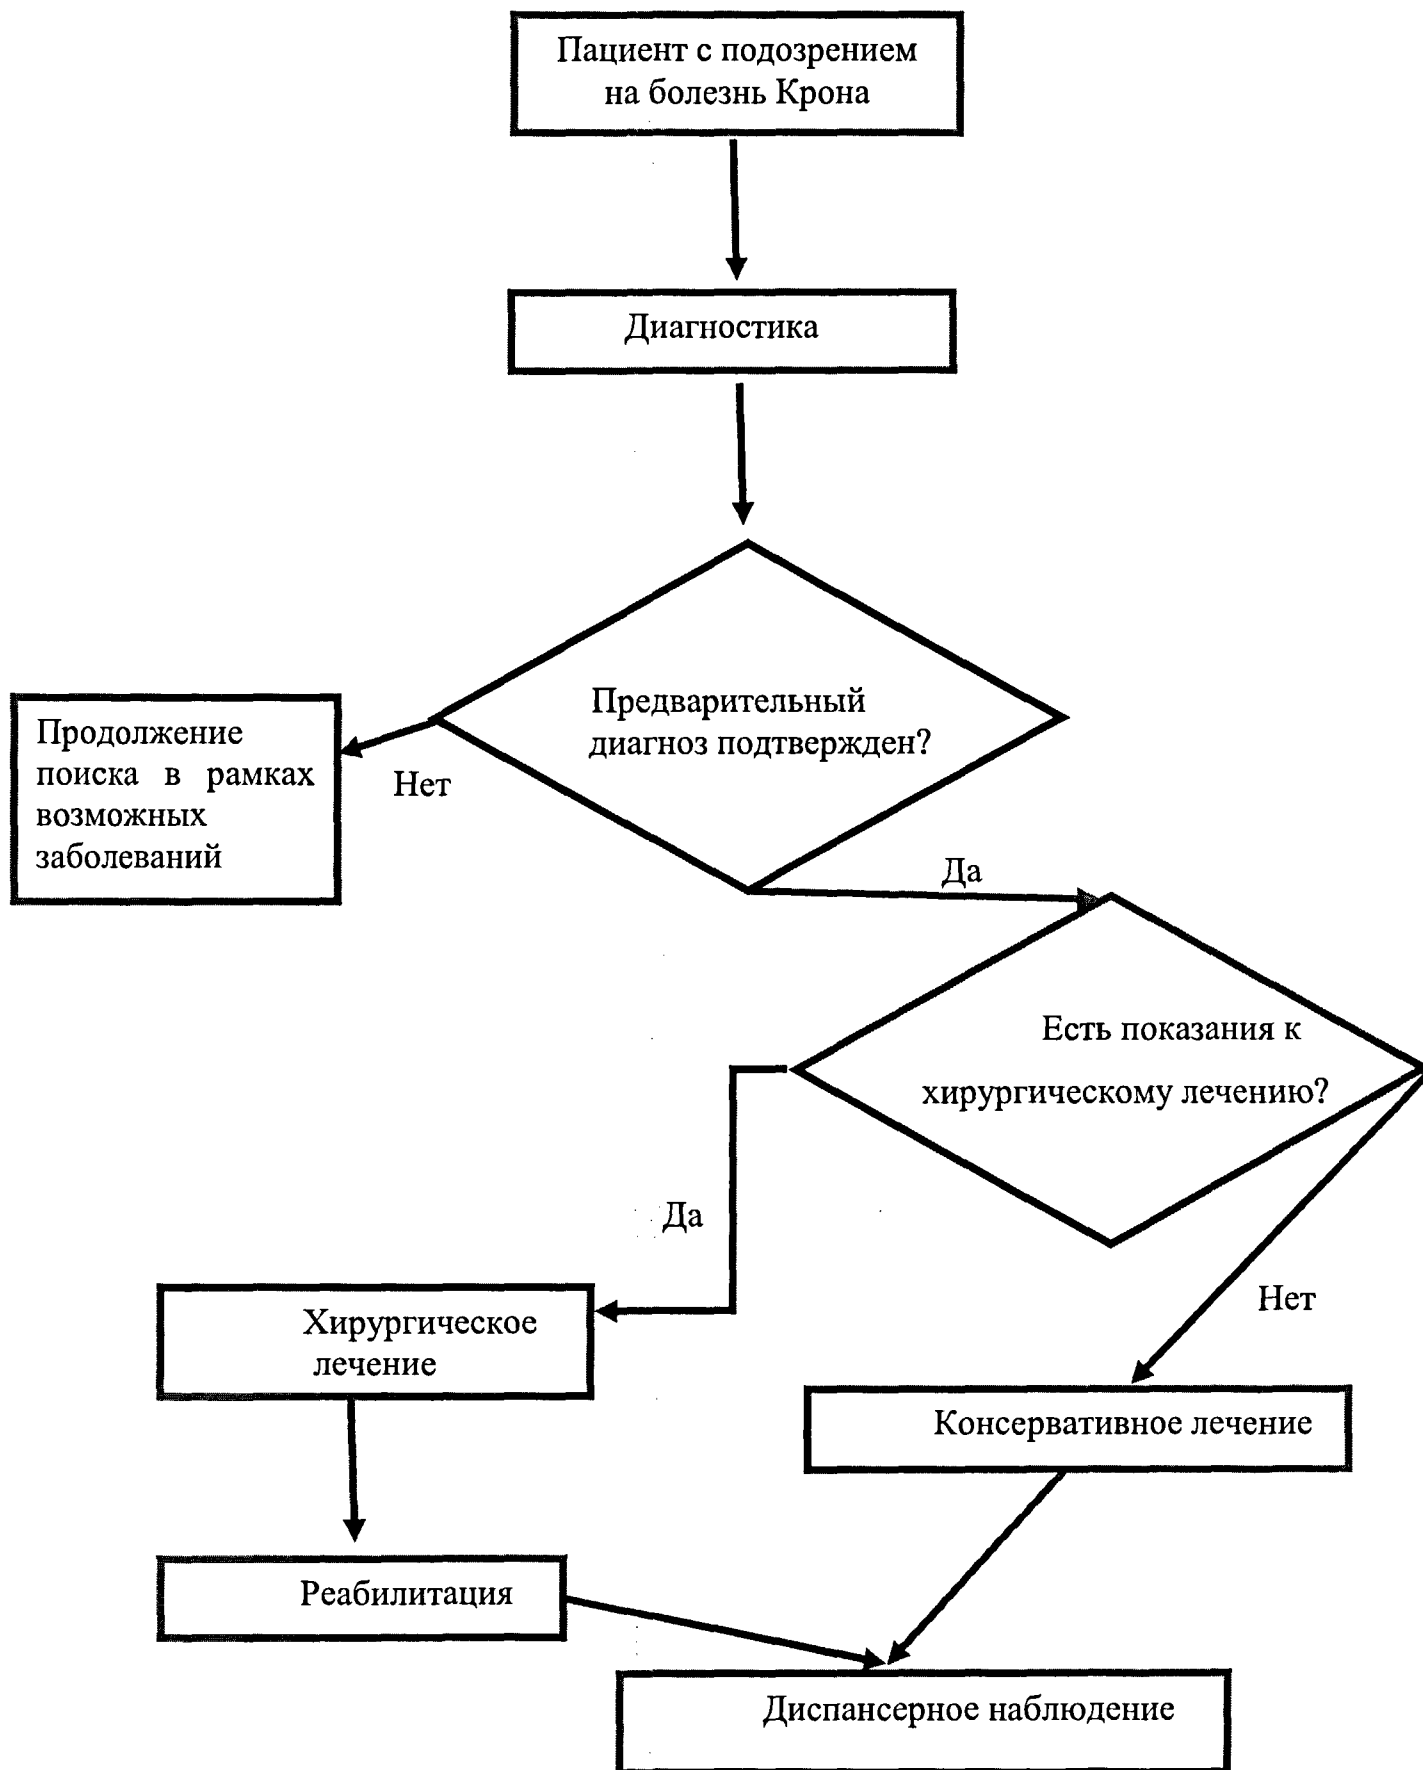 Пациент с подозрением
на болезнь Крона
Диагностика
Предварительный
диагноз подтвержден?
Продолжение
поиска в рамках
возможных
заболеваний
Нет
Да
Есть показания к
хирургическому лечению?
Да
Нет
Хирургическое
лечение
Консервативное лечение
Реабилитация
Диспансерное наблюдение